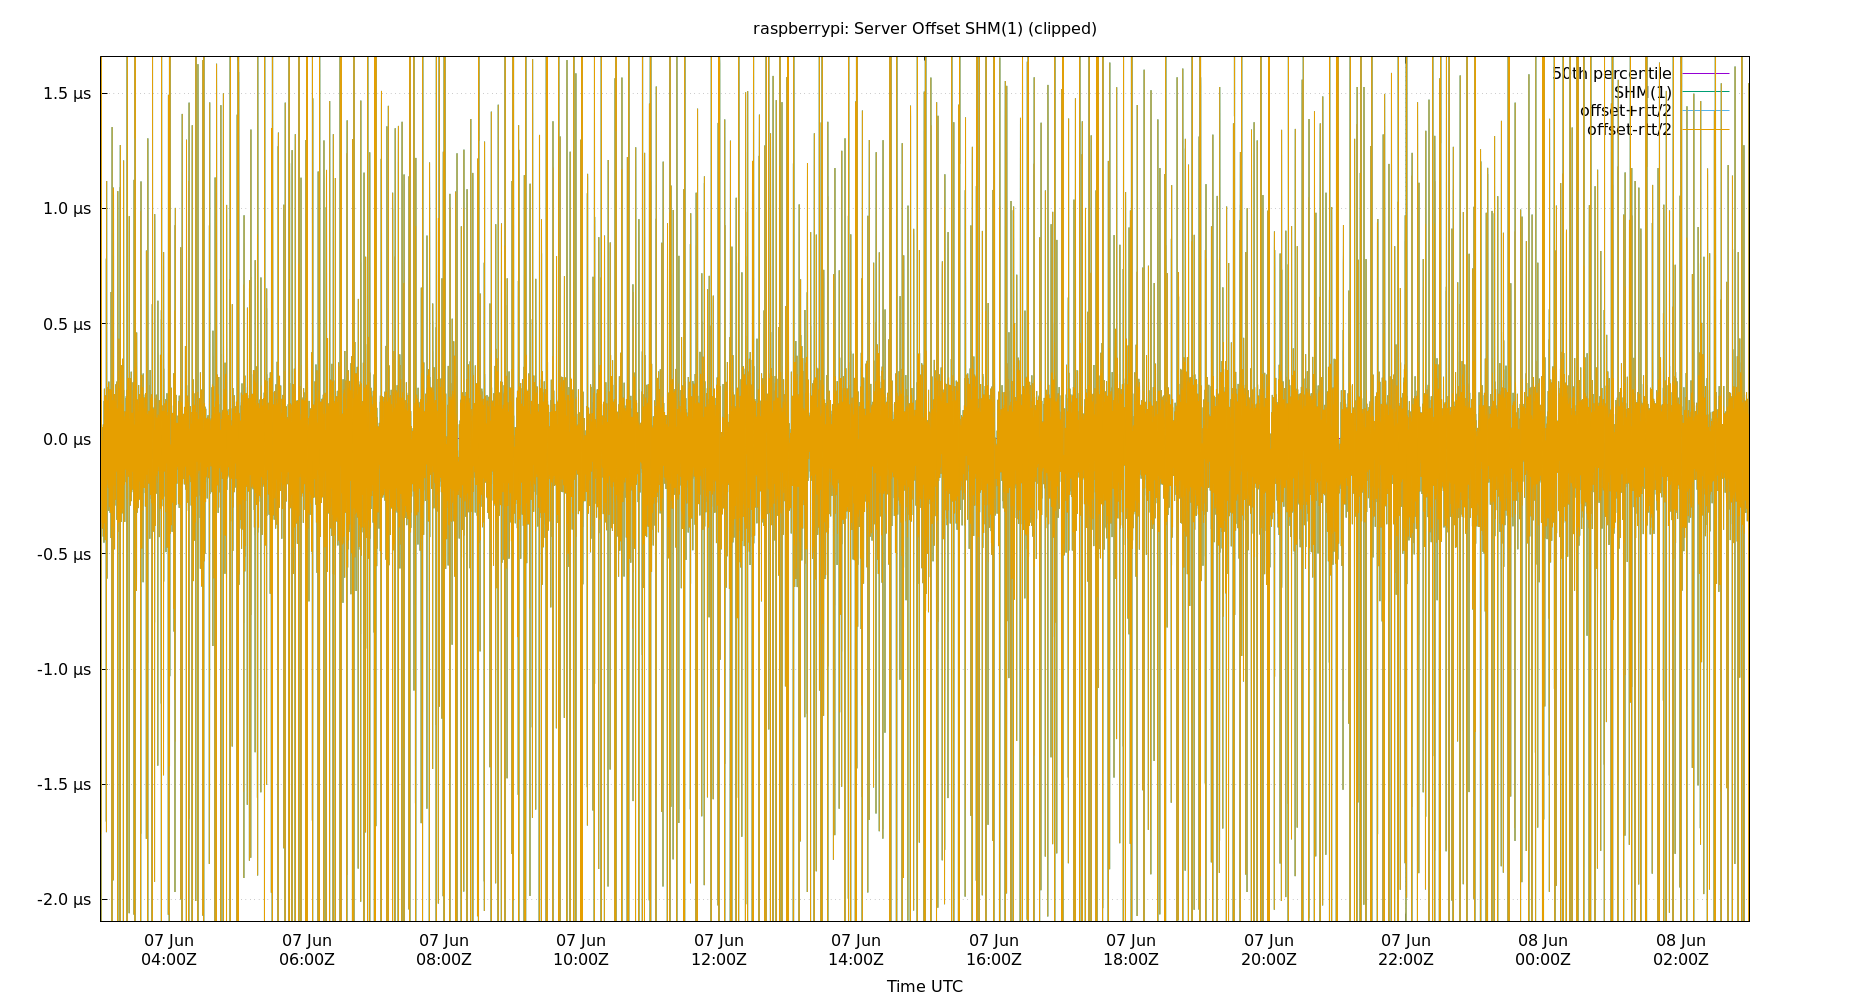 raspberrypi: Server Offset SHM(1) (clipped)
50th percentile
SHM(1)
offset+rtt/2
offset-rtt/2
1.5 µs
1.0 µs
0.5 µs
0.0 µs
-0.5 µs
-1.0 µs
-1.5 µs
-2.0 µs
07 Jun 07 Jun 07 Jun 07 Jun 07 Jun 07 Jun 07 Jun 07 Jun 07 Jun 07 Jun 08 Jun 08 Jun
04:00Z 06:00Z 08:00Z 10:00Z 12:00Z 14:00Z 16:00Z 18:00Z 20:00Z 22:00Z 00:00Z 02:00Z
Time UTC